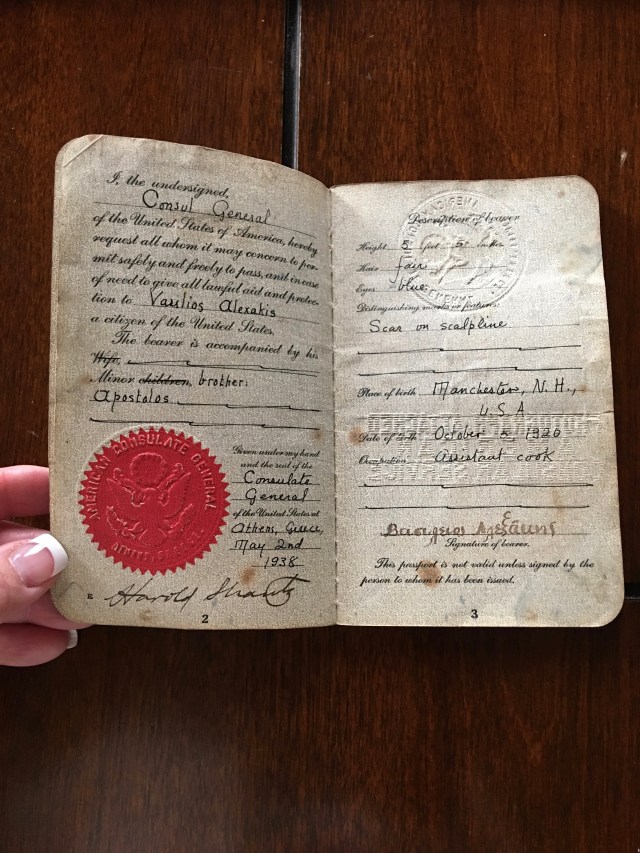 I, the undersigned,
Consul General
of the United States of America, hereby
request all whom it may concern to per-
mit safely and freely to pass, and in case
of need to give all lawful aid and protec-
tion to Vasilios Alexakis
a citizen of the United States.
The bearer is accompanied by his
Wife,
Minor children, brother:
Apostolos
AMERICAN CONSULATE GENERAL
Given under my hand
and the seal of the
Consulate
General
of the United States at
Athens, Greece,
May 2nd
1938
Harold Shantz
2
Description of bearer
Height 5 feet 5 inches
Hair fair
Eyes blue
Distinguishing marks or features:
Scar on scalpline
Place of birth Manchester, N.H.,
U.S.A.
Date of birth October 5, 1920
Occupation assistant cook
Βασίλειος Αλεξάκης
Signature of bearer.
This passport is not valid unless signed by the
person to whom it has been issued.
3